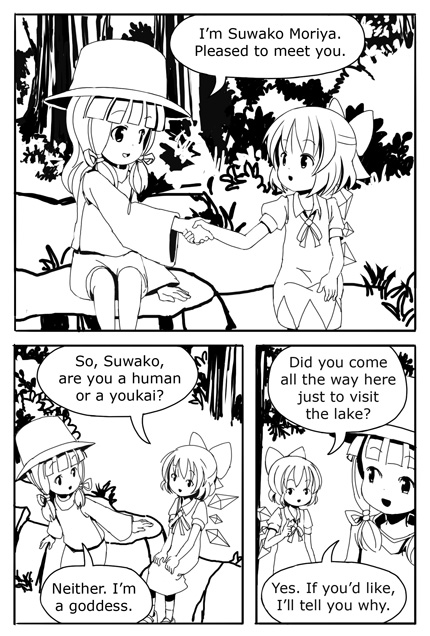 I'm Suwako Moriya.
Pleased to meet you.
So, Suwako,
are you a human
or a youkai?
Neither. I'm
a goddess.
Did you come
all the way here
just to visit
the lake?
Yes. If you'd like,
I'll tell you why.